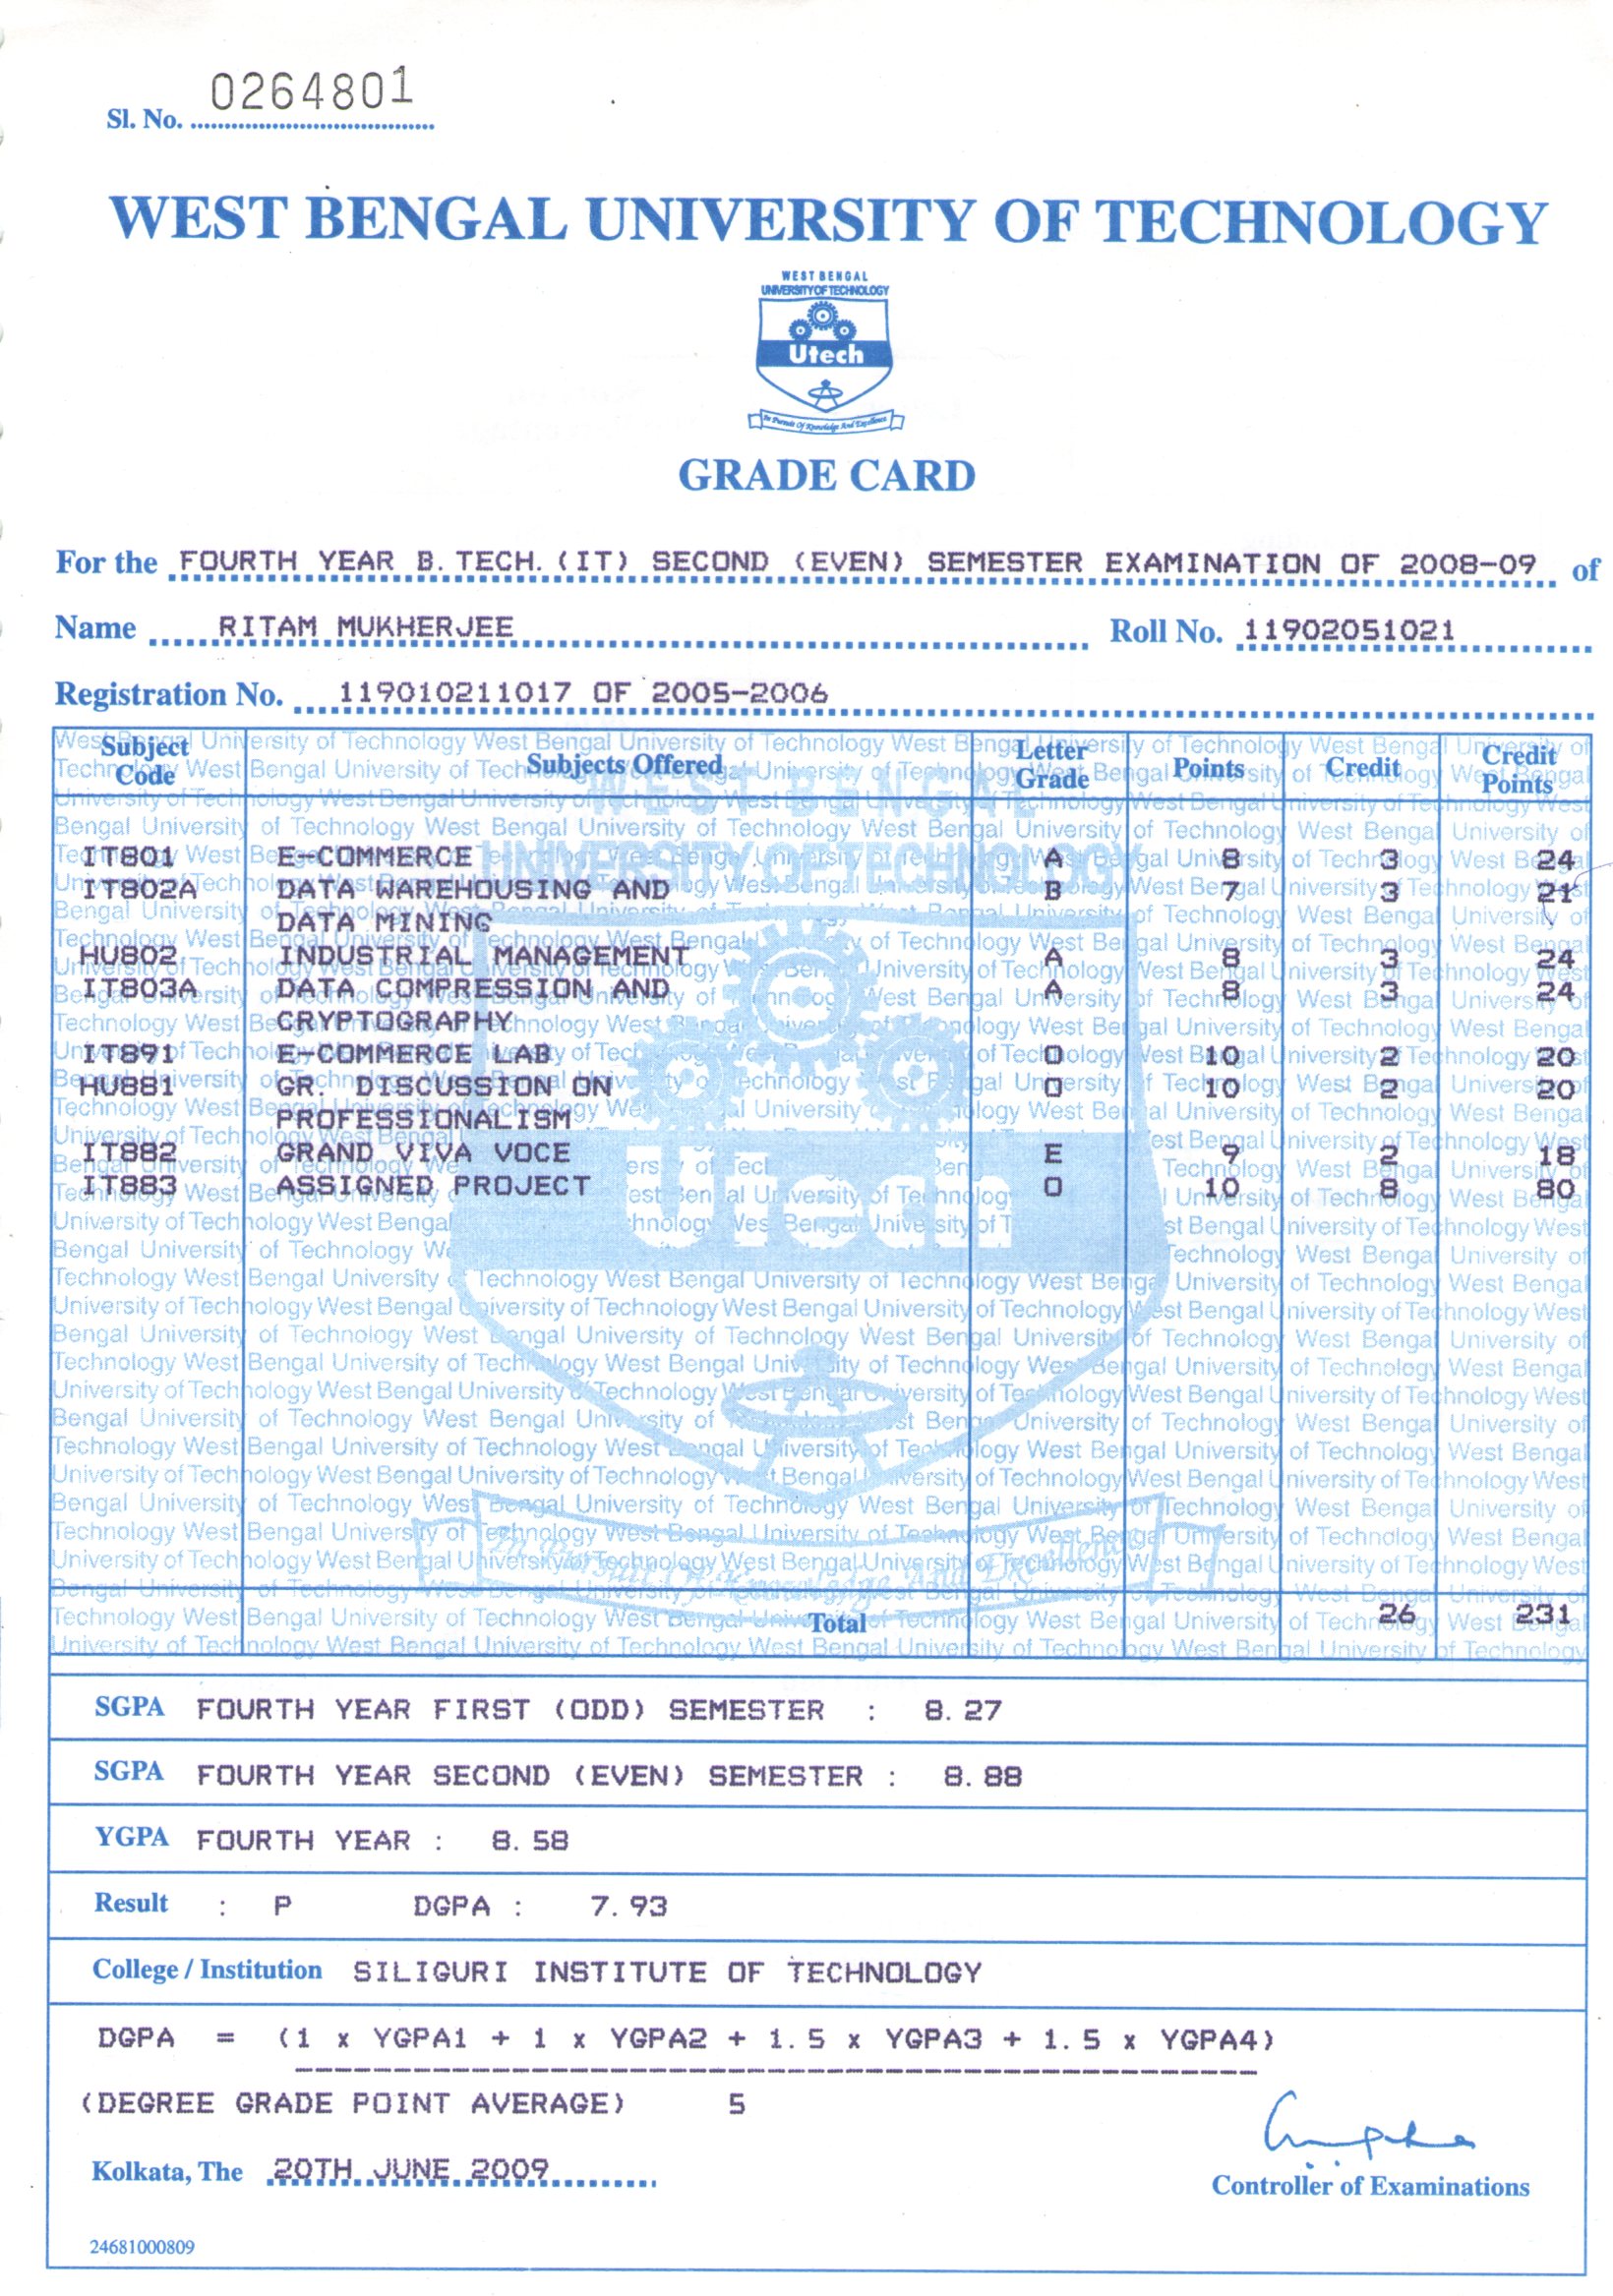 Sl. No. 0264801
WEST BENGAL UNIVERSITY OF TECHNOLOGY
WEST BENGAL
UNIVERSITY OF TECHNOLOGY
Utech
In Pursuit Of Knowledge And Excellence
GRADE CARD
For the FOURTH YEAR B. TECH. (IT) SECOND (EVEN) SEMESTER EXAMINATION OF 2008-09 of
Name RITAM MUKHERJEE Roll No. 11902051021
Registration No. 119010211017 OF 2005-2006
Subject Code Subjects Offered Letter Grade Points Credit Credit Points
IT801 E-COMMERCE A 8 3 24
IT802A DATA WAREHOUSING AND B 7 3 21
DATA MINING
HU802 INDUSTRIAL MANAGEMENT A 8 3 24
IT803A DATA COMPRESSION AND A 8 3 24
CRYPTOGRAPHY
IT891 E-COMMERCE LAB O 10 2 20
HU881 GR. DISCUSSION ON O 10 2 20
PROFESSIONALISM
IT882 GRAND VIVA VOCE E 9 2 18
IT883 ASSIGNED PROJECT O 10 8 80
Total 26 231
SGPA FOURTH YEAR FIRST (ODD) SEMESTER : 8.27
SGPA FOURTH YEAR SECOND (EVEN) SEMESTER : 8.88
YGPA FOURTH YEAR : 8.58
Result : P DGPA : 7.93
College / Institution SILIGURI INSTITUTE OF TECHNOLOGY
DGPA = (1 x YGPA1 + 1 x YGPA2 + 1.5 x YGPA3 + 1.5 x YGPA4)
(DEGREE GRADE POINT AVERAGE) 5
Kolkata, The 20TH JUNE 2009
Controller of Examinations
24681000809